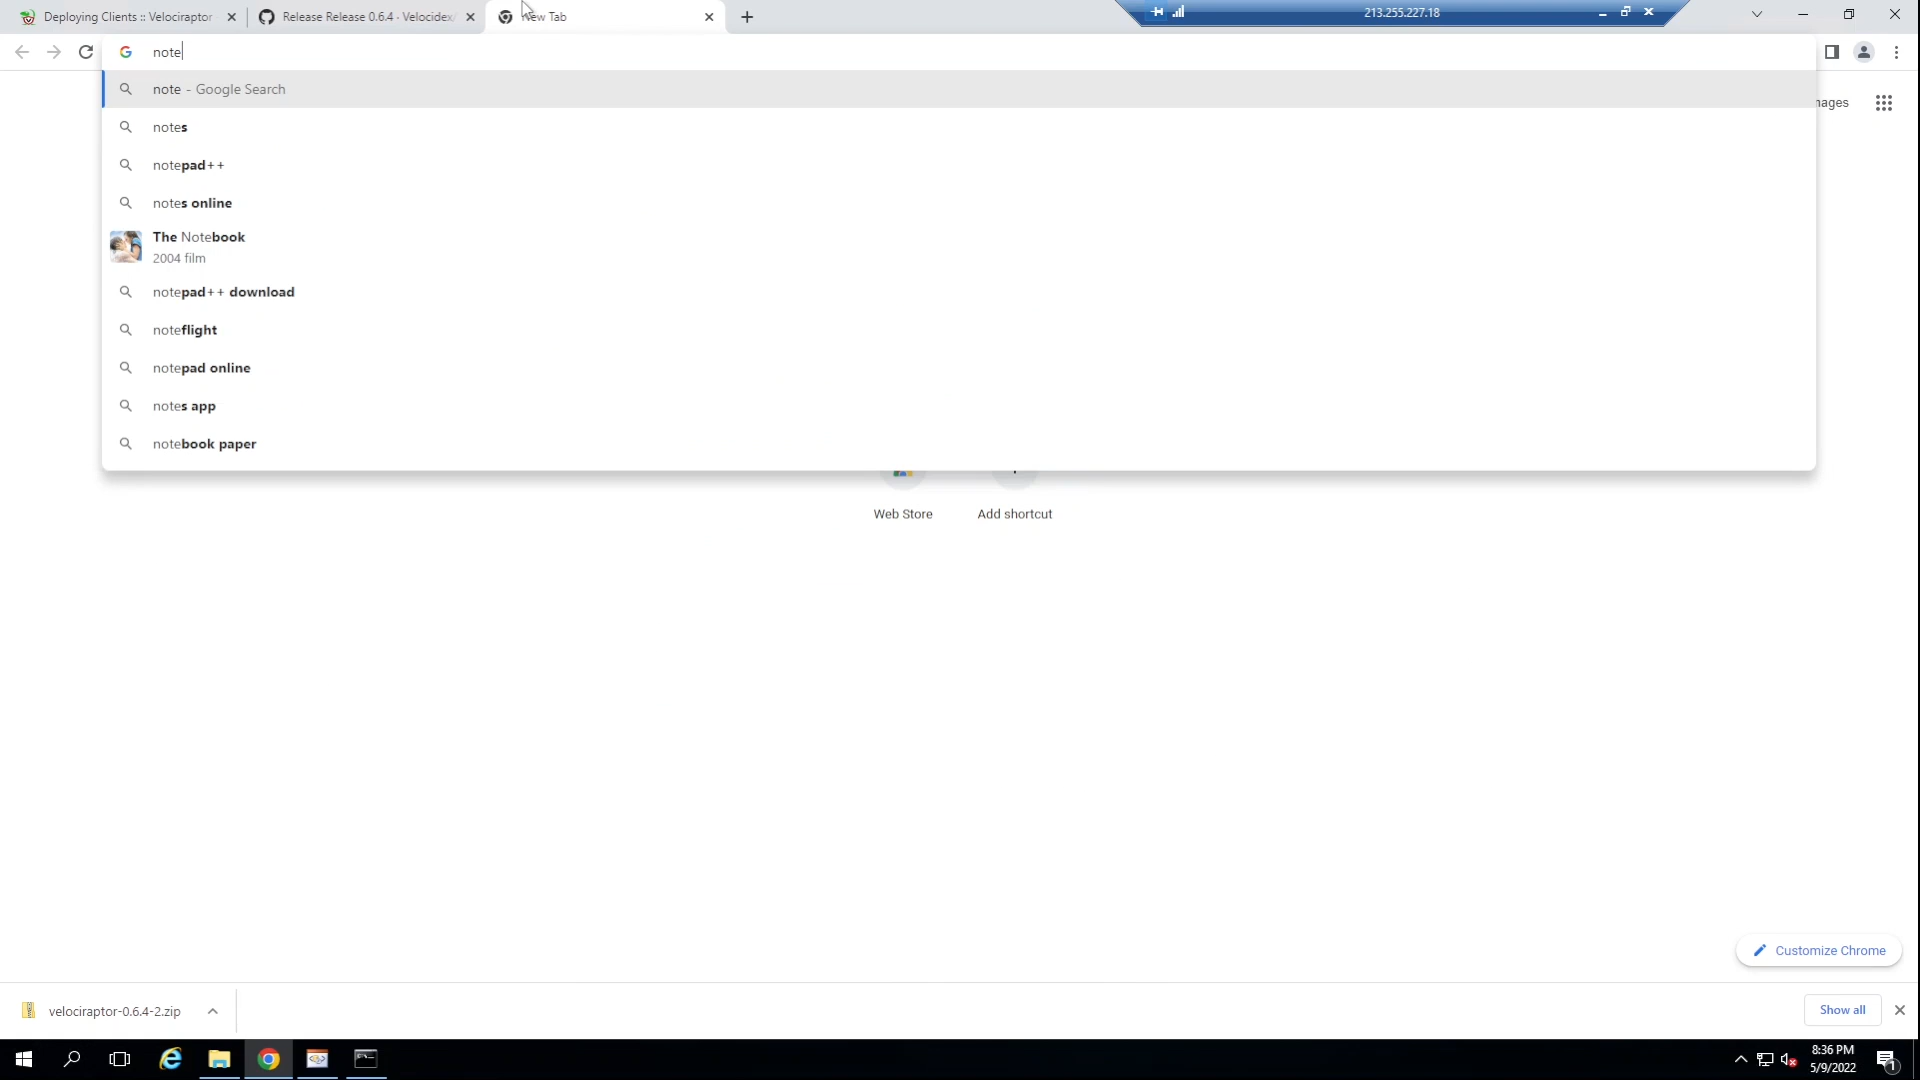 Deploying Clients :: Velociraptor
Release Release 0.6.4 · Velocidex/
New Tab
213.255.227.18
note
note - Google Search
notes
notepad++
notes online
The Notebook
2004 film
notepad++ download
noteflight
notepad online
notes app
notebook paper
Web Store
Add shortcut
Customize Chrome
velociraptor-0.6.4-2.zip
Show all
8:36 PM
5/9/2022
1